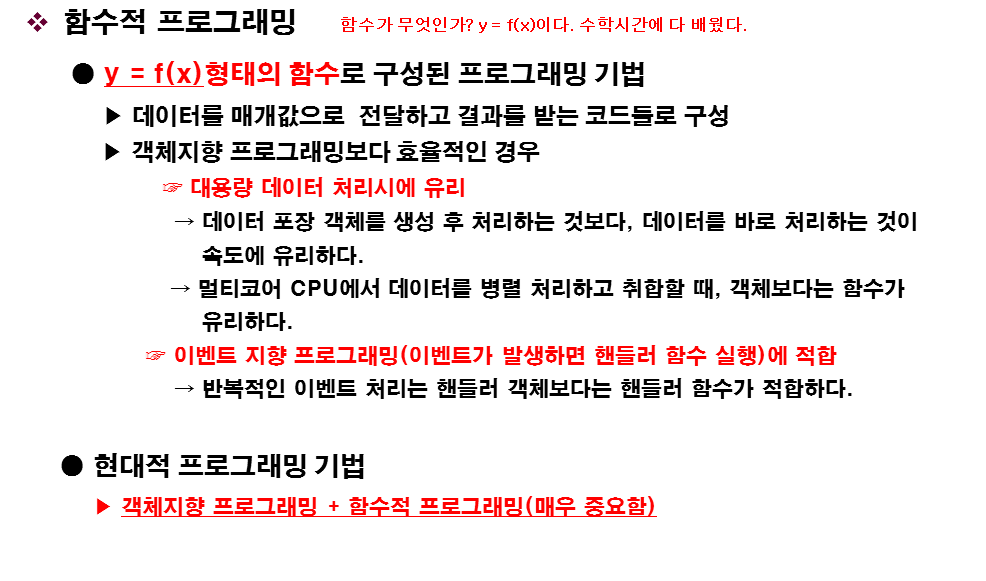 ❖ 함수적 프로그래밍 함수가 무엇인가? y = f(x)이다. 수학시간에 다 배웠다.
● y = f(x)형태의 함수로 구성된 프로그래밍 기법
▶ 데이터를 매개값으로 전달하고 결과를 받는 코드들로 구성
▶ 객체지향 프로그래밍보다 효율적인 경우
☞ 대용량 데이터 처리시에 유리
→ 데이터 포장 객체를 생성 후 처리하는 것보다, 데이터를 바로 처리하는 것이
속도에 유리하다.
→ 멀티코어 CPU에서 데이터를 병렬 처리하고 취합할 때, 객체보다는 함수가
유리하다.
☞ 이벤트 지향 프로그래밍(이벤트가 발생하면 핸들러 함수 실행)에 적합
→ 반복적인 이벤트 처리는 핸들러 객체보다는 핸들러 함수가 적합하다.
● 현대적 프로그래밍 기법
▶ 객체지향 프로그래밍 + 함수적 프로그래밍(매우 중요함)